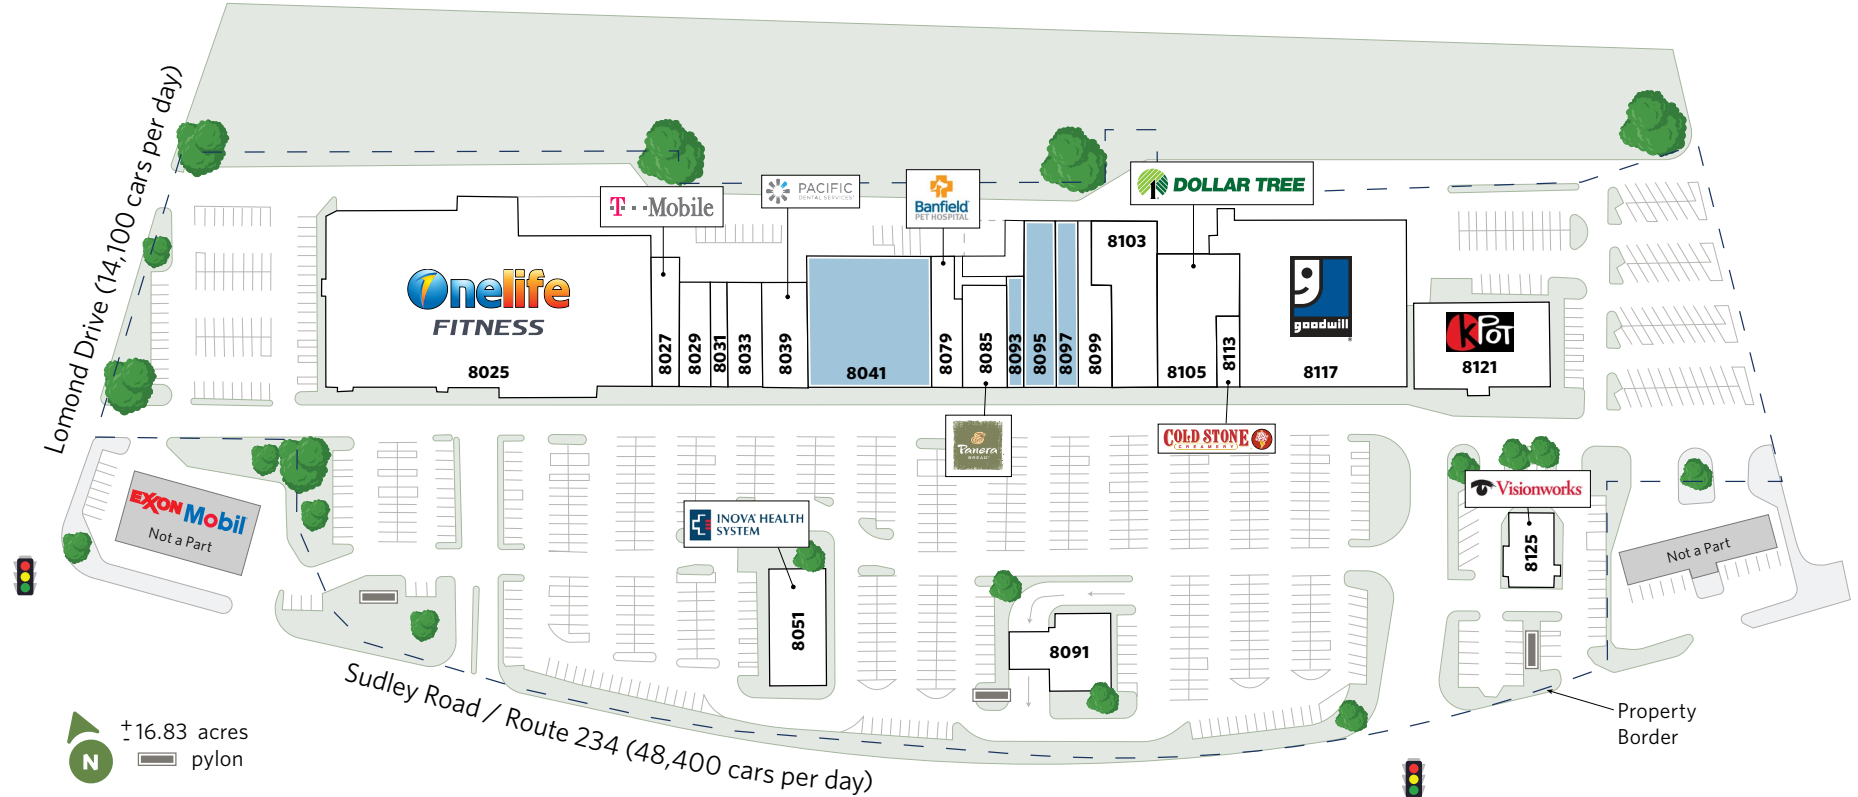 Lomond Drive (14,100 cars per day)
T··Mobile
PACIFIC
DENTAL SERVICES
Banfield
PET HOSPITAL
DOLLAR TREE
Onelife
FITNESS
goodwill
KPOT
8025
8027
8029
8031
8033
8039
8041
8079
8085
8093
8095
8097
8099
8103
8105
8113
8117
8121
Panera
BREAD
COLD STONE
CREAMERY
EXXON Mobil
Not a Part
INOVA HEALTH
SYSTEM
8051
8091
Visionworks
8125
Not a Part
Sudley Road / Route 234 (48,400 cars per day)
Property
Border
± 16.83 acres
pylon
N